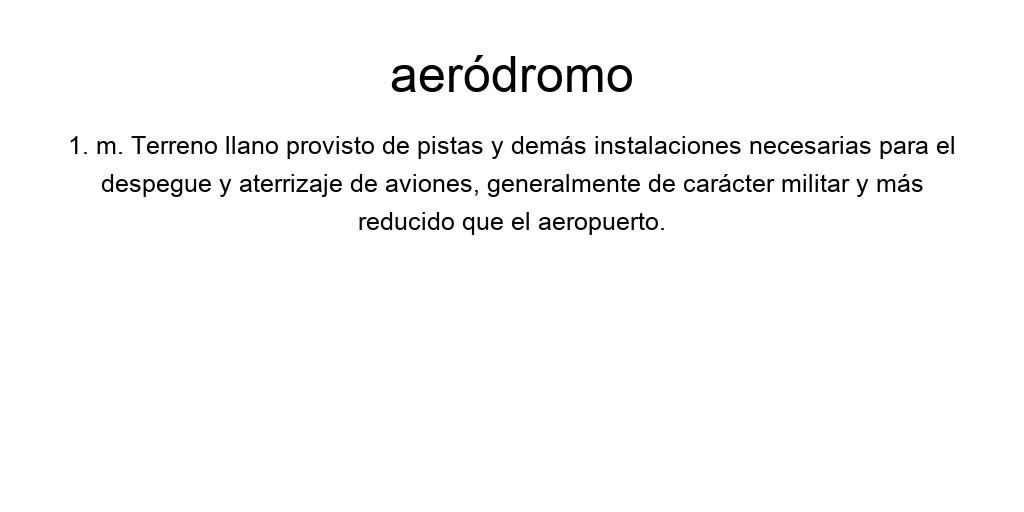 aeródromo
1. m. Terreno llano provisto de pistas y demás instalaciones necesarias para el
despegue y aterrizaje de aviones, generalmente de carácter militar y más
reducido que el aeropuerto.